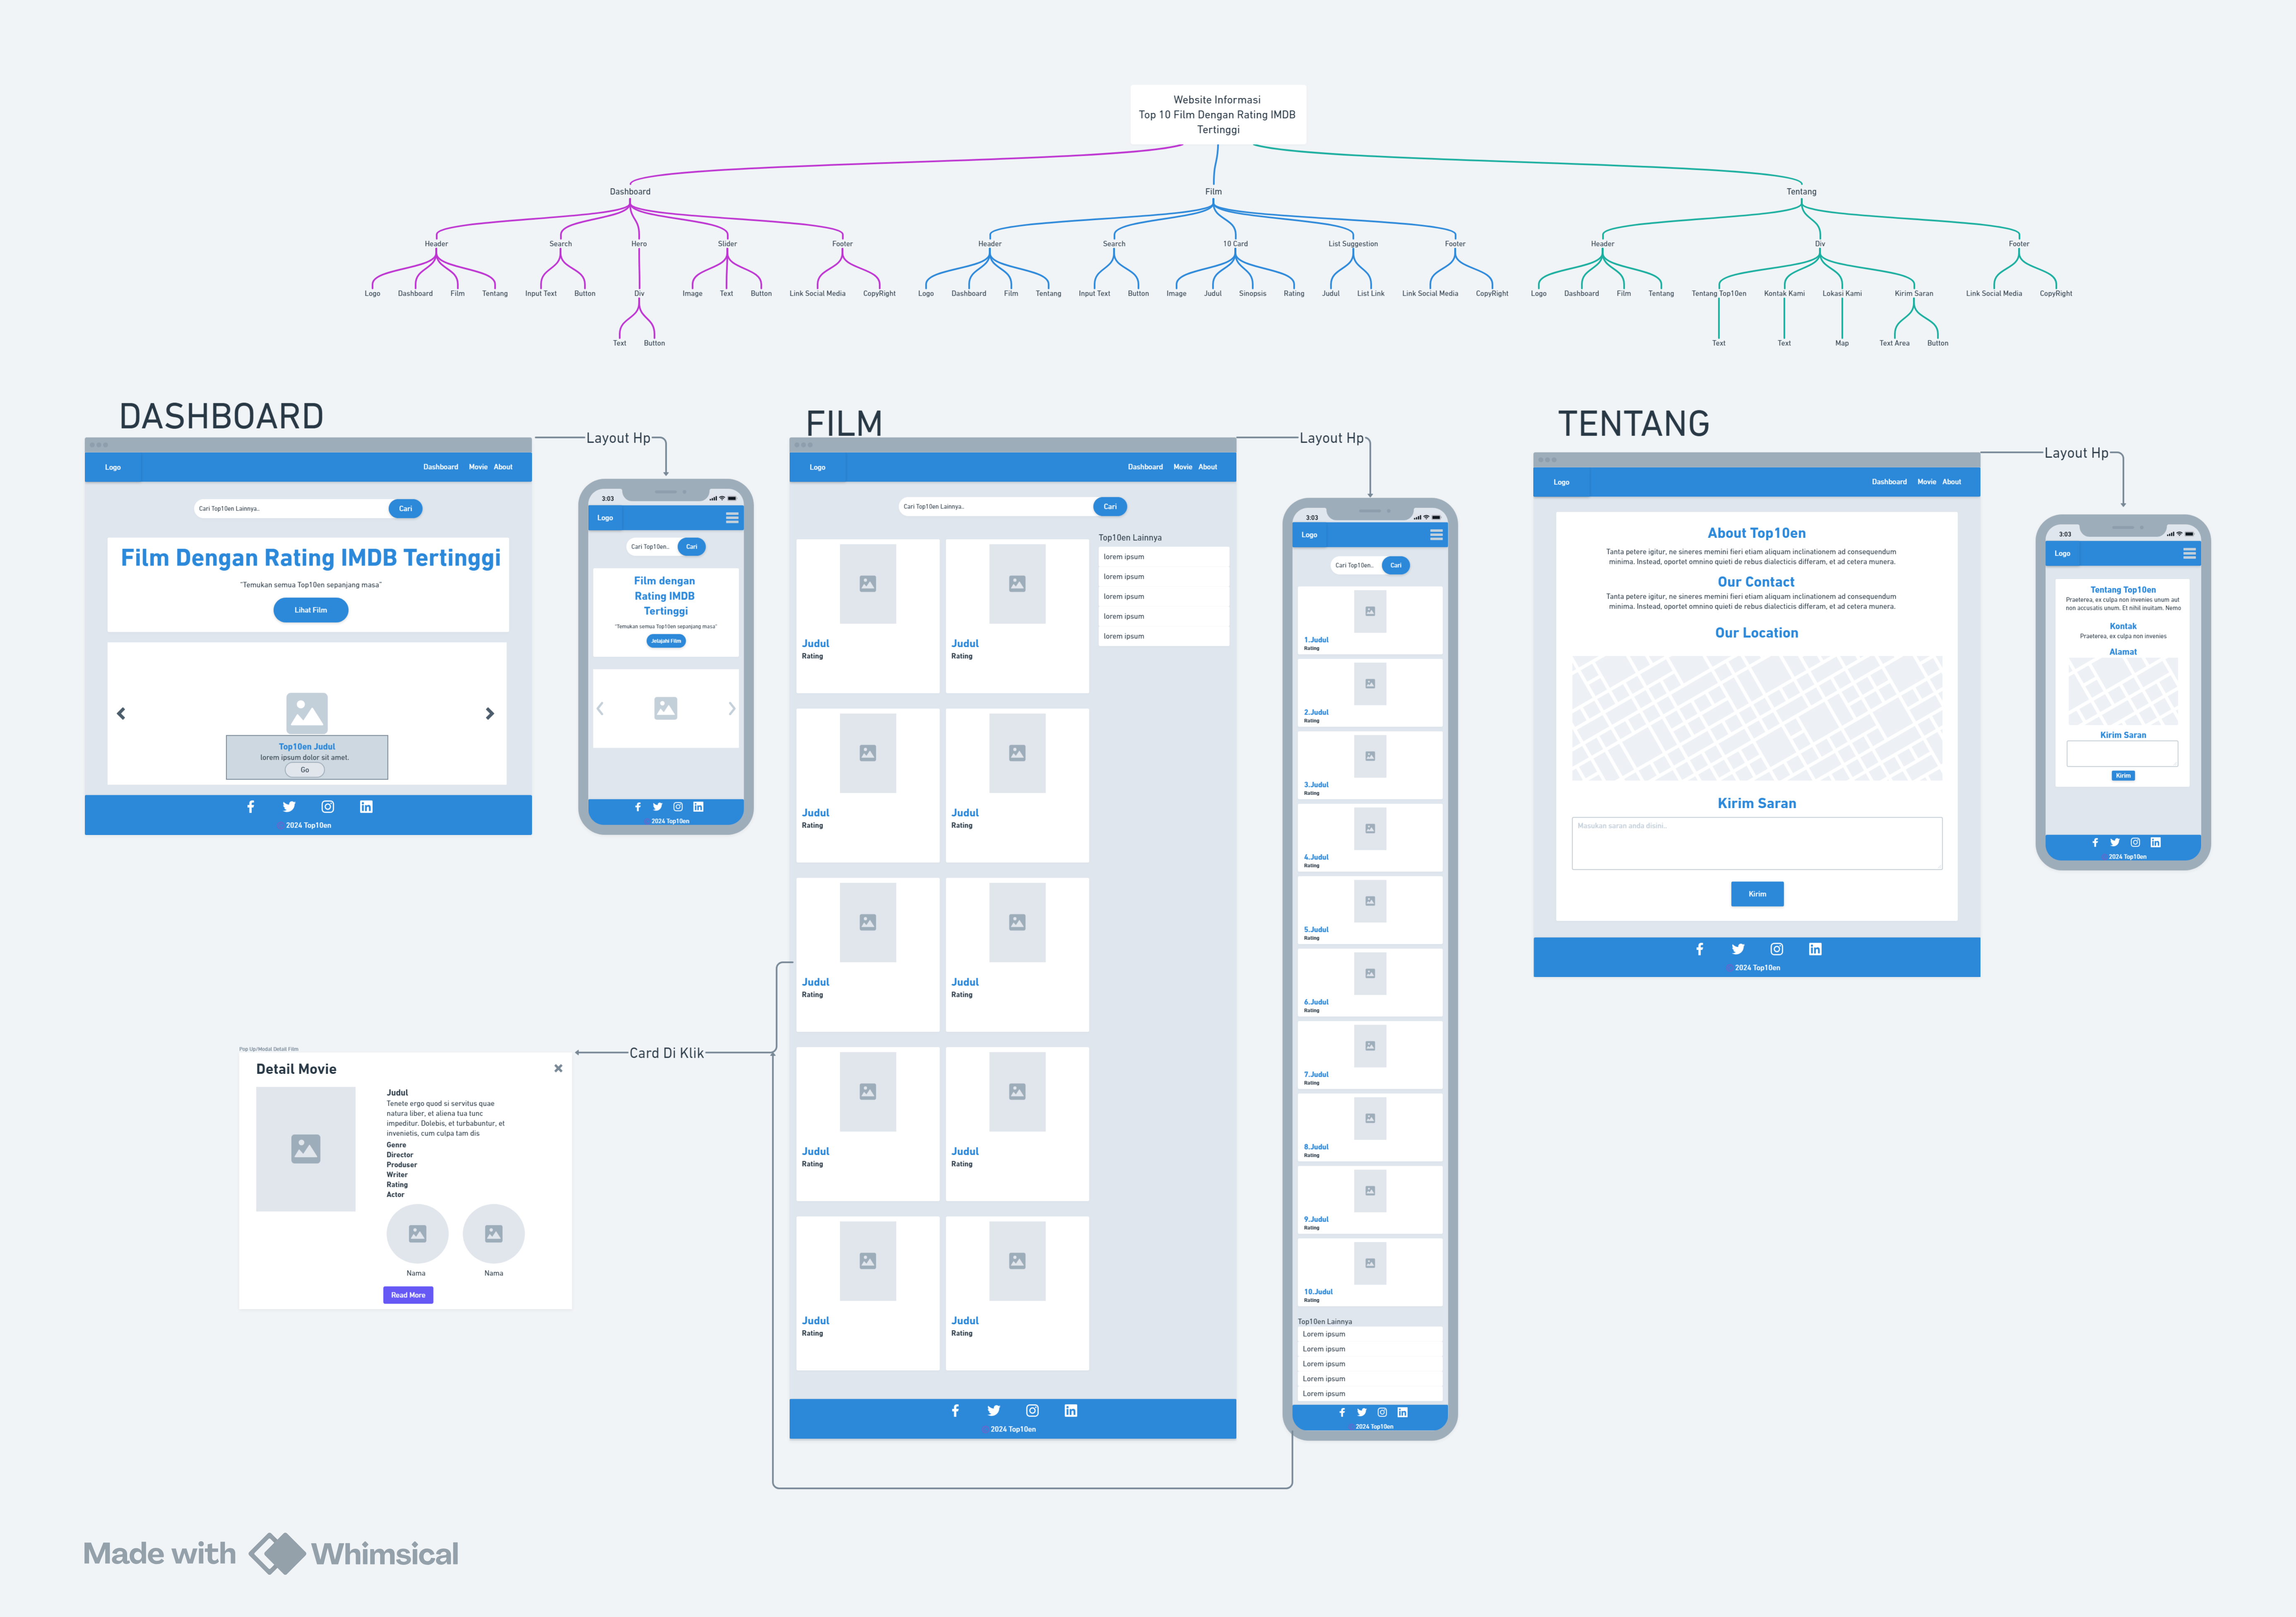 Website Informasi
Top 10 Film Dengan Rating IMDB
Tertinggi
Dashboard
Film
Tentang
Header
Search
Hero
Slider
Footer
Header
Search
10 Card
List Suggestion
Footer
Header
Div
Footer
Logo
Dashboard
Film
Tentang
Input Text
Button
Div
Image
Text
Button
Link Social Media
CopyRight
Logo
Dashboard
Film
Tentang
Input Text
Button
Image
Judul
Sinopsis
Rating
Judul
List Link
Link Social Media
CopyRight
Logo
Dashboard
Film
Tentang
Tentang Top10en
Kontak Kami
Lokasi Kami
Kirim Saran
Link Social Media
CopyRight
Text
Button
Text
Text
Map
Text Area
Button
DASHBOARD
Logo
Dashboard
Movie
About
Cari Top10en Lainnya..
Cari
Film Dengan Rating IMDB Tertinggi
"Temukan semua Top10en sepanjang masa"
Lihat Film
Top10en Judul
lorem ipsum dolor sit amet.
Go
2024 Top10en
Layout Hp
3:03
Logo
Cari Top10en..
Cari
Film dengan
Rating IMDB
Tertinggi
"Temukan semua Top10en sepanjang masa"
Jelajahi Film
2024 Top10en
FILM
Logo
Dashboard
Movie
About
Cari Top10en Lainnya..
Cari
Judul
Rating
Judul
Rating
Top10en Lainnya
lorem ipsum
lorem ipsum
lorem ipsum
lorem ipsum
lorem ipsum
Judul
Rating
Judul
Rating
Judul
Rating
Judul
Rating
Judul
Rating
Judul
Rating
Judul
Rating
Judul
Rating
2024 Top10en
Layout Hp
3:03
Logo
Cari Top10en..
Cari
1.Judul
Rating
2.Judul
Rating
3.Judul
Rating
4.Judul
Rating
5.Judul
Rating
6.Judul
Rating
7.Judul
Rating
8.Judul
Rating
9.Judul
Rating
10.Judul
Rating
Top10en Lainnya
Lorem ipsum
Lorem ipsum
Lorem ipsum
Lorem ipsum
Lorem ipsum
2024 Top10en
Card Di Klik
Pop Up/Modal Detail Film
Detail Movie
Judul
Tenete ergo quod si servitus quae
natura liber, et aliena tua tunc
impeditur. Dolebis, et turbabuntur, et
invenietis, cum culpa tam dis
Genre
Director
Produser
Writer
Rating
Actor
Nama
Nama
Read More
TENTANG
Logo
Dashboard
Movie
About
About Top10en
Tanta petere igitur, ne sineres memini fieri etiam aliquam inclinationem ad consequendum
minima. Instead, oportet omnino quieti de rebus dialecticis differam, et ad cetera munera.
Our Contact
Tanta petere igitur, ne sineres memini fieri etiam aliquam inclinationem ad consequendum
minima. Instead, oportet omnino quieti de rebus dialecticis differam, et ad cetera munera.
Our Location
Kirim Saran
Masukan saran anda disini..
Kirim
2024 Top10en
Layout Hp
3:03
Logo
Tentang Top10en
Praeterea, ex culpa non invenies unum aut
non accusatis unum. Et nihil inuitam. Nemo
Kontak
Praeterea, ex culpa non invenies
Alamat
Kirim Saran
Kirim
2024 Top10en
Made with Whimsical